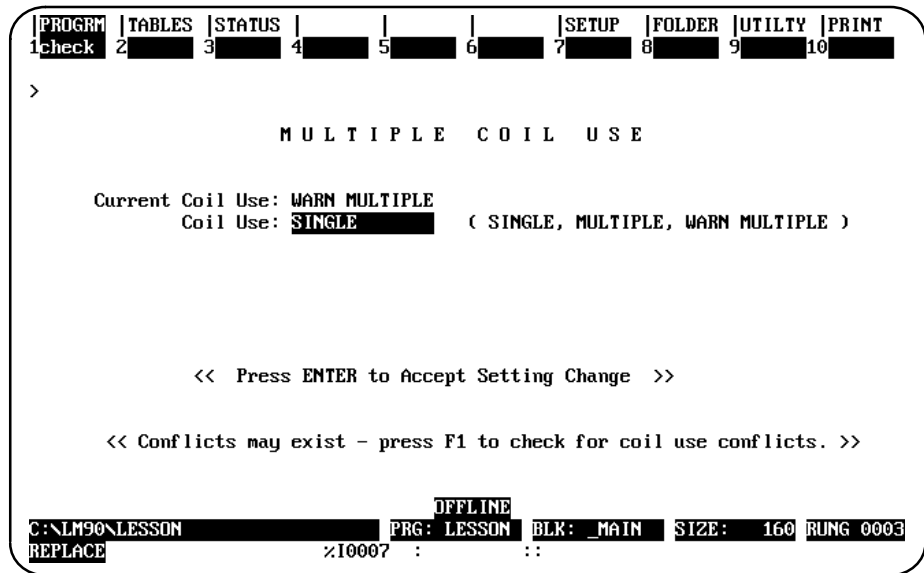 |PROGRM |TABLES |STATUS | | | |SETUP |FOLDER |UTILTY |PRINT
1check 2 3 4 5 6 7 8 9 10
>
M U L T I P L E C O I L U S E
Current Coil Use: WARN MULTIPLE
Coil Use: SINGLE ( SINGLE, MULTIPLE, WARN MULTIPLE )
<< Press ENTER to Accept Setting Change >>
<< Conflicts may exist – press F1 to check for coil use conflicts. >>
OFFLINE
C:\LM90\LESSON PRG: LESSON BLK: _MAIN SIZE: 160 RUNG 0003
REPLACE %I0007 : ::